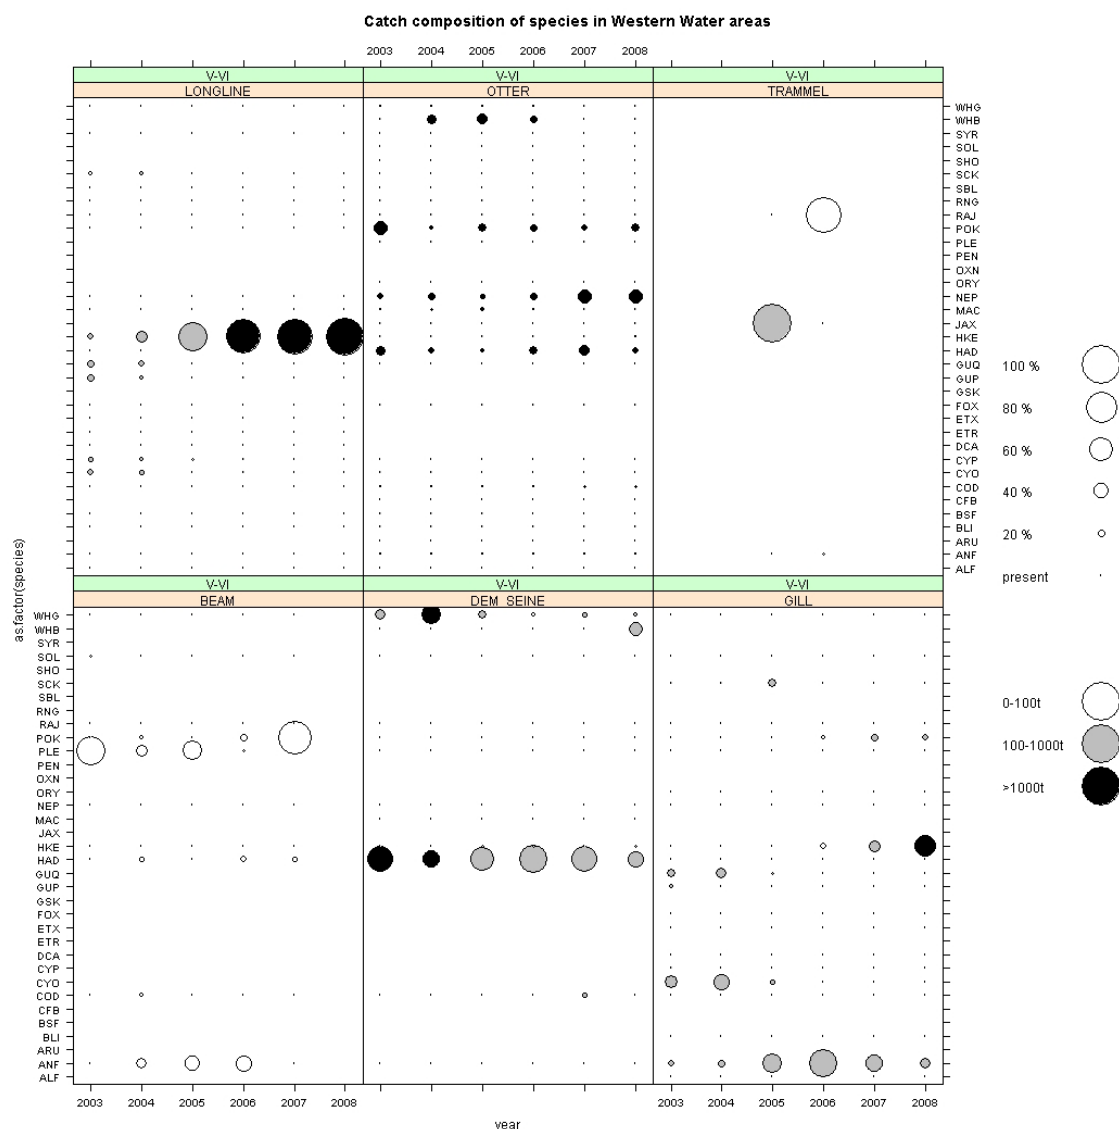 Catch composition of species in Western Water areas
2003 2004 2005 2006 2007 2008
V-VI V-VI V-VI
LONGLINE OTTER TRAMMEL
WHG
WHB
SYR
SOL
SHO
SCK
SBL
RNG
RAJ
POK
PLE
PEN
OXN
ORY
NEP
MAC
JAX
HKE
HAD
GUQ
GUP
GSK
FOX
ETX
ETR
DCA
CYP
CYO
COD
CFB
BSF
BLI
ARU
ANF
ALF
100 %
80 %
60 %
40 %
20 %
present
as.factor(species)
V-VI V-VI V-VI
BEAM DEM_SEINE GILL
WHG
WHB
SYR
SOL
SHO
SCK
SBL
RNG
RAJ
POK
PLE
PEN
OXN
ORY
NEP
MAC
JAX
HKE
HAD
GUQ
GUP
GSK
FOX
ETX
ETR
DCA
CYP
CYO
COD
CFB
BSF
BLI
ARU
ANF
ALF
0-100t
100-1000t
>1000t
2003 2004 2005 2006 2007 2008 2003 2004 2005 2006 2007 2008
year